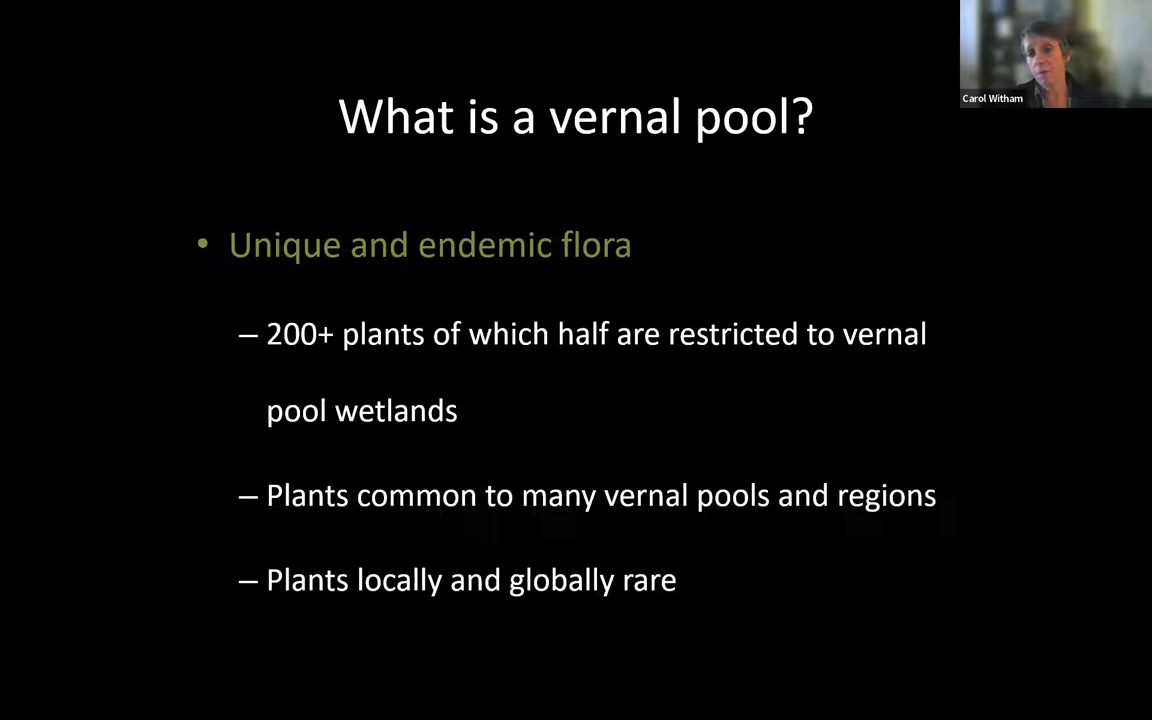 Carol Witham
What is a vernal pool?
• Unique and endemic flora
– 200+ plants of which half are restricted to vernal
pool wetlands
– Plants common to many vernal pools and regions
– Plants locally and globally rare